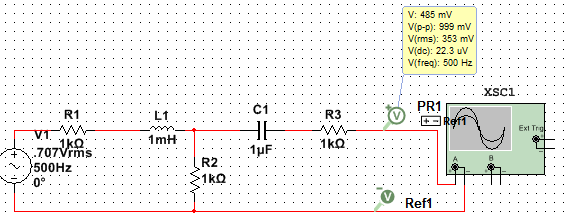 V: 485 mV
V(p-p): 999 mV
V(rms): 353 mV
V(dc): 22.3 uV
V(freq): 500 Hz
XSC1
PR1
Ref1
V
+ -
Ext Trig
A
B
R1
1kΩ
L1
1mH
C1
1µF
R3
1kΩ
V1
.707Vrms
500Hz
0°
R2
1kΩ
V
Ref1